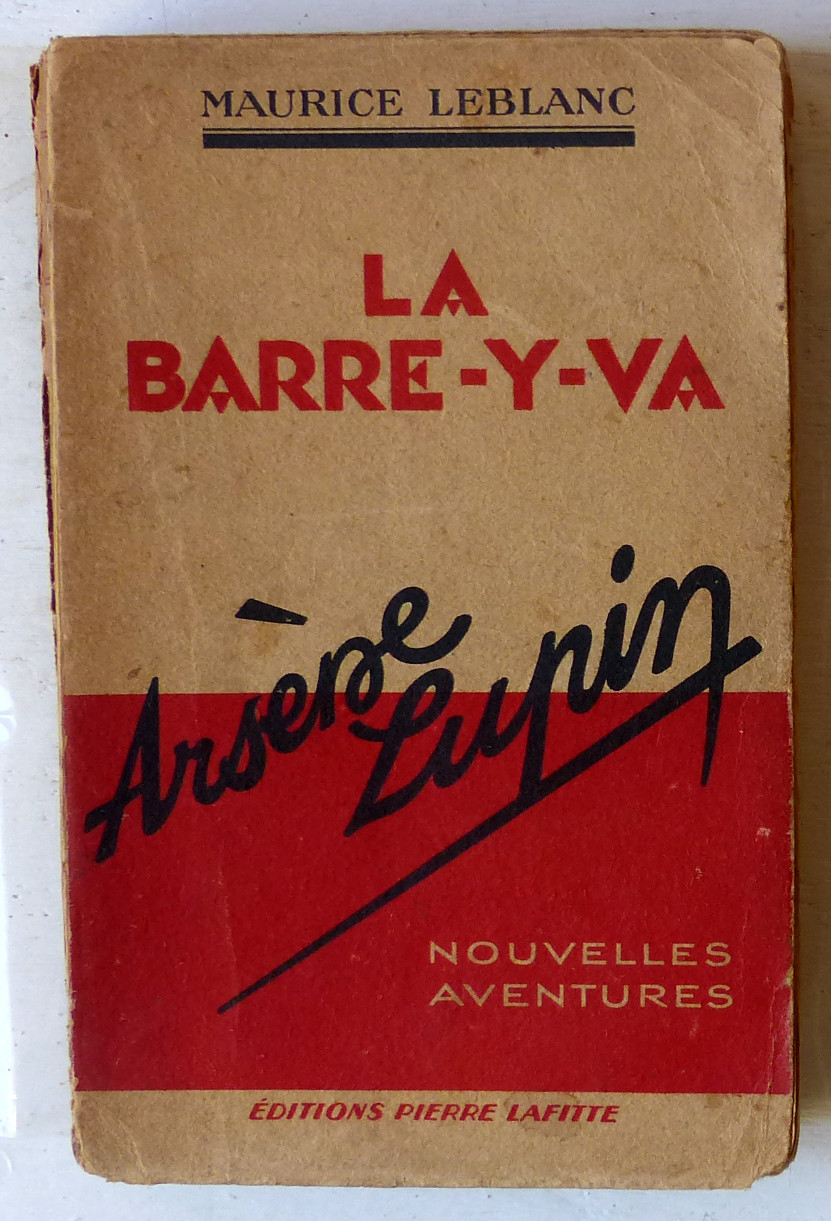 MAURICE LEBLANC
LA
BARRE-Y-VA
Arsène
Lupin
NOUVELLES
AVENTURES
ÉDITIONS PIERRE LAFITTE